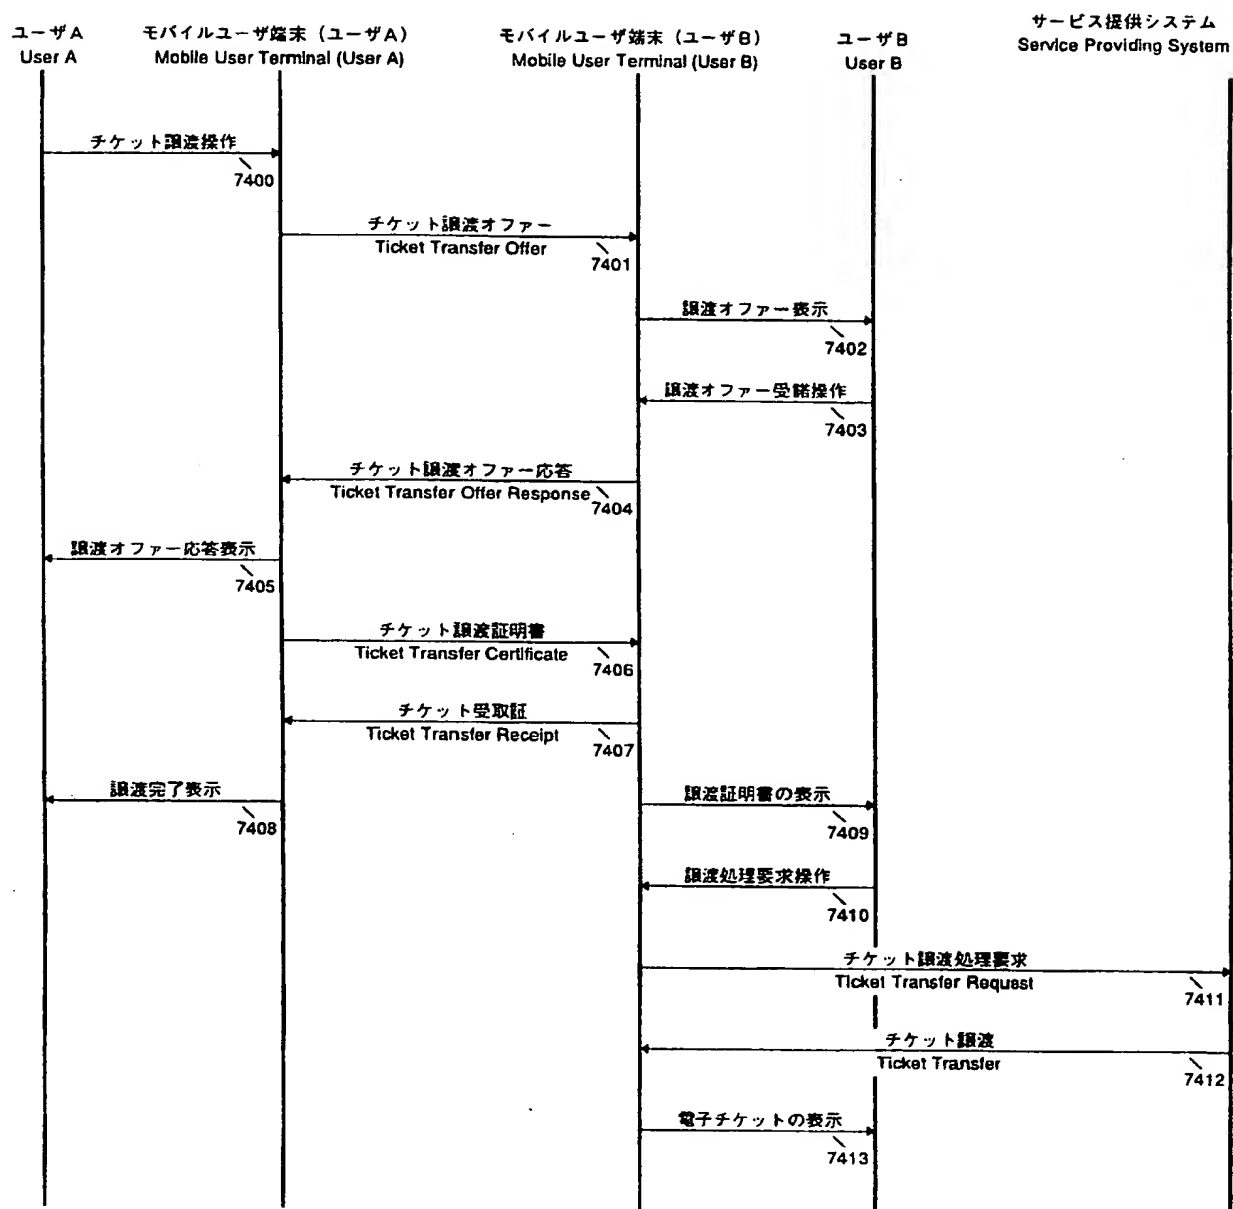 ユーザA
User A
モバイルユーザ端末（ユーザA）
Mobile User Terminal (User A)
モバイルユーザ端末（ユーザB）
Mobile User Terminal (User B)
ユーザB
User B
サービス提供システム
Service Providing System
チケット譲渡操作
7400
チケット譲渡オファー
Ticket Transfer Offer
7401
譲渡オファー表示
7402
譲渡オファー受諾操作
7403
チケット譲渡オファー応答
Ticket Transfer Offer Response
7404
譲渡オファー応答表示
7405
チケット譲渡証明書
Ticket Transfer Certificate
7406
チケット受取証
Ticket Transfer Receipt
7407
譲渡完了表示
7408
譲渡証明書の表示
7409
譲渡処理要求操作
7410
チケット譲渡処理要求
Ticket Transfer Request
7411
チケット譲渡
Ticket Transfer
7412
電子チケットの表示
7413